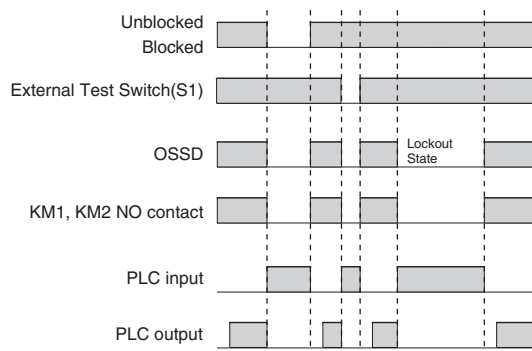 Unblocked
Blocked
External Test Switch(S1)
OSSD
Lockout
State
KM1, KM2 NO contact
PLC input
PLC output